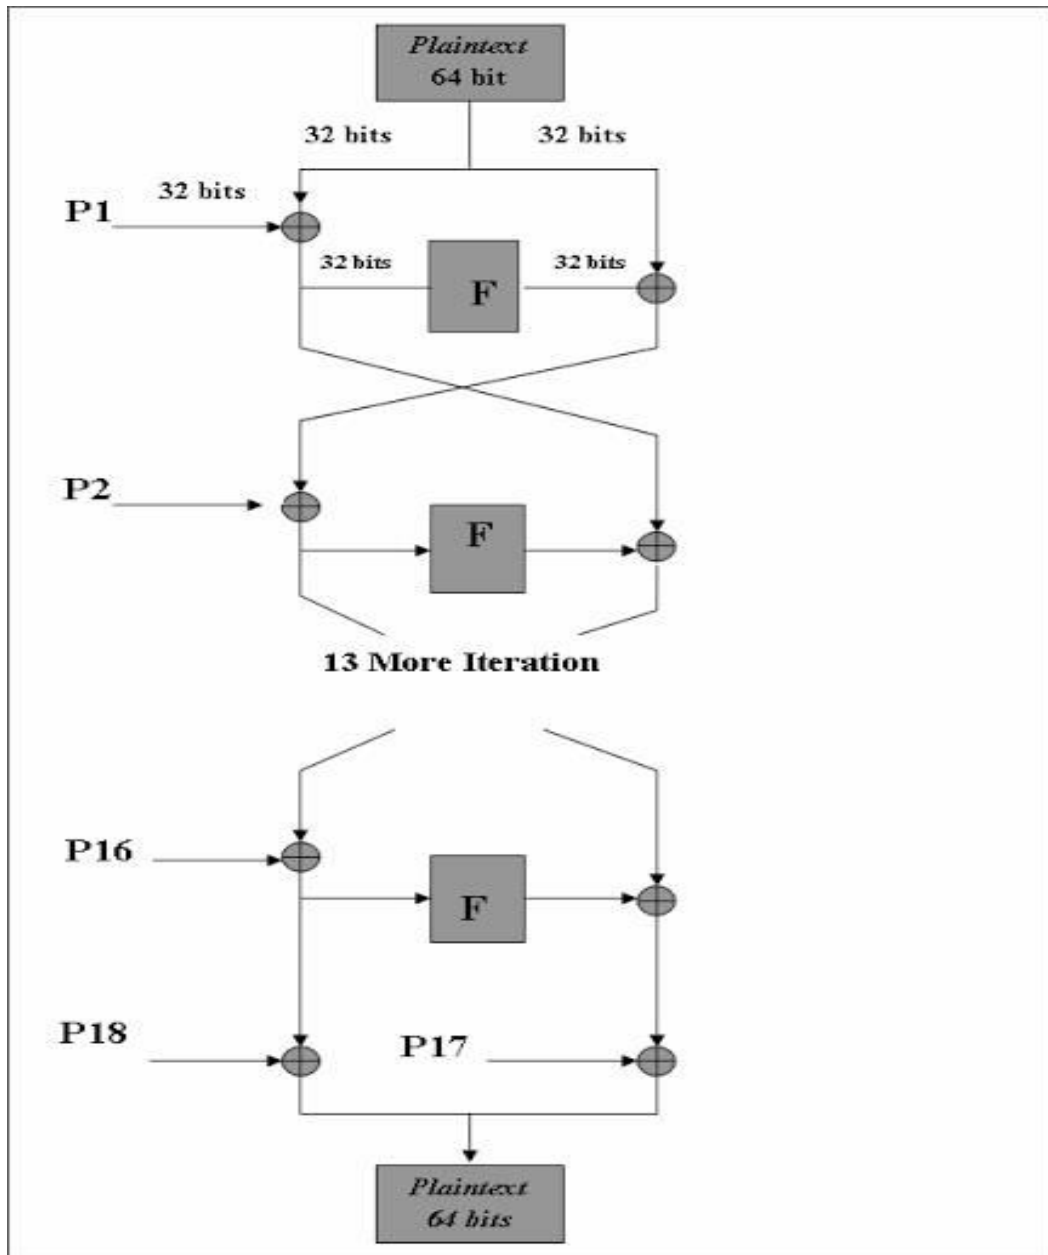 Plaintext
64 bit
32 bits
32 bits
32 bits
P1
32 bits
F
32 bits
P2
F
13 More Iteration
P16
F
P18
P17
Plaintext
64 bits